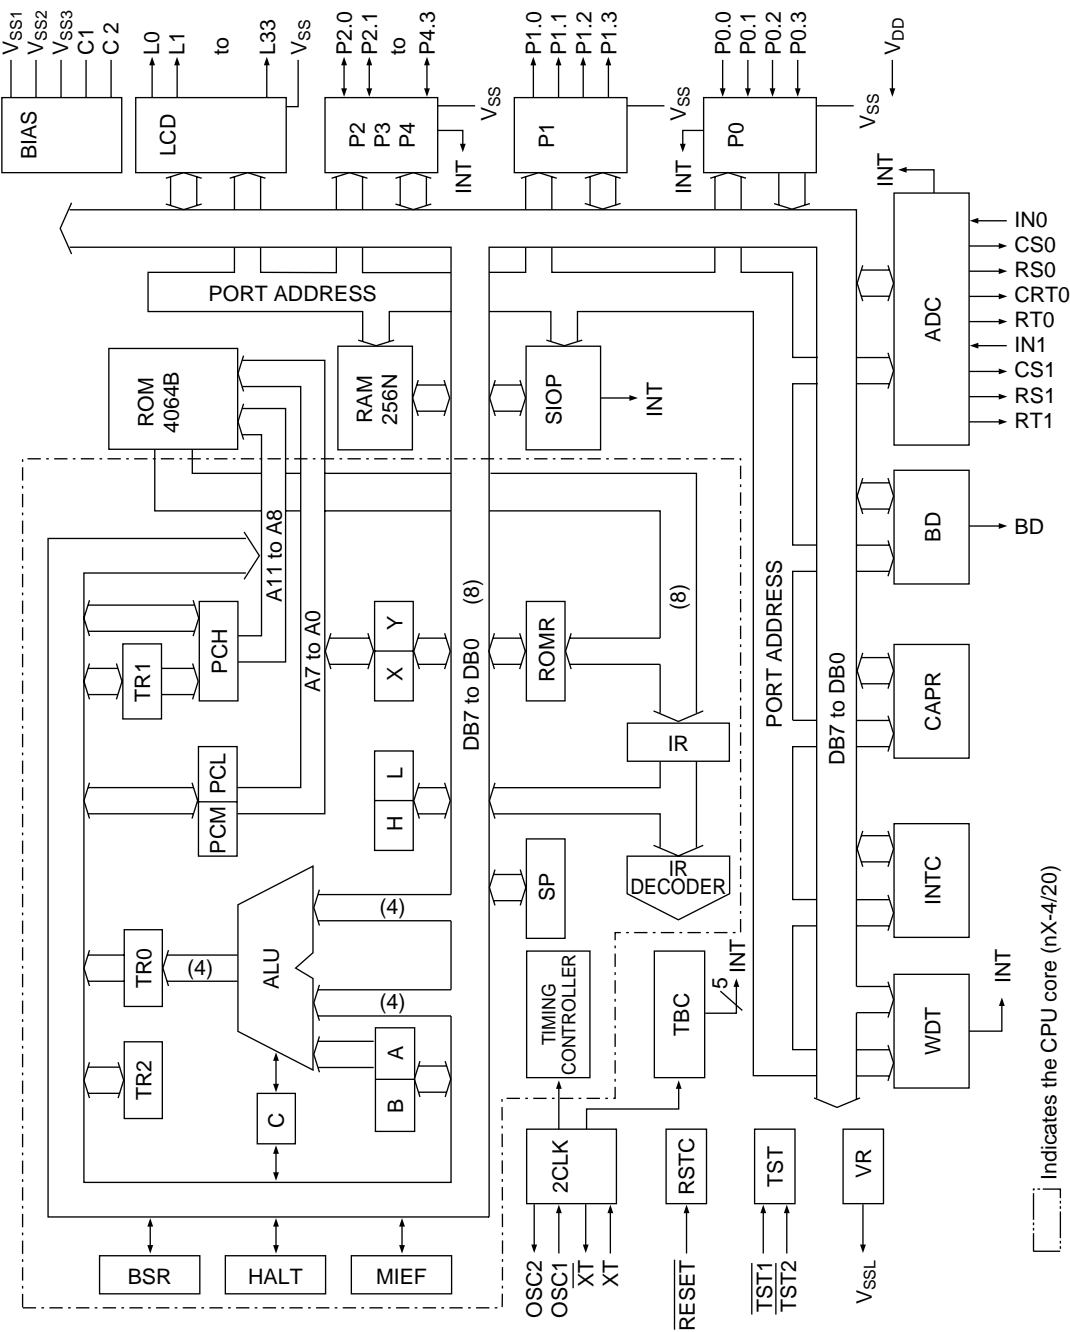 VSS1
VSS2
VSS3
C1
C2
BIAS
L0
L1
to
L33
VSS
LCD
P2.0
P2.1
to
P4.3
P2
P3
P4
VSS
INT
P1.0
P1.1
P1.2
P1.3
P1
VSS
P0.0
P0.1
P0.2
P0.3
P0
VSS
INT
VDD
PORT ADDRESS
ROM
4064B
RAM
256N
SIOP
INT
INT
ADC
IN0
CS0
RS0
CRT0
RT0
IN1
CS1
RS1
RT1
A11 to A8
A7 to A0
(8)
DB7 to DB0
(8)
PCH
TR1
X
Y
ROMR
IR
PORT ADDRESS
DB7 to DB0
BD
BD
CAPR
PCM
PCL
H
L
IR
DECODER
SP
INTC
ALU
(4)
(4)
(4)
TR0
TR2
A
B
C
TIMING
CONTROLLER
TBC
5
INT
WDT
INT
2CLK
RSTC
TST
VR
BSR
HALT
MIEF
OSC2
OSC1
XT
XT
RESET
TST1
TST2
VSSL
Indicates the CPU core (nX-4/20)